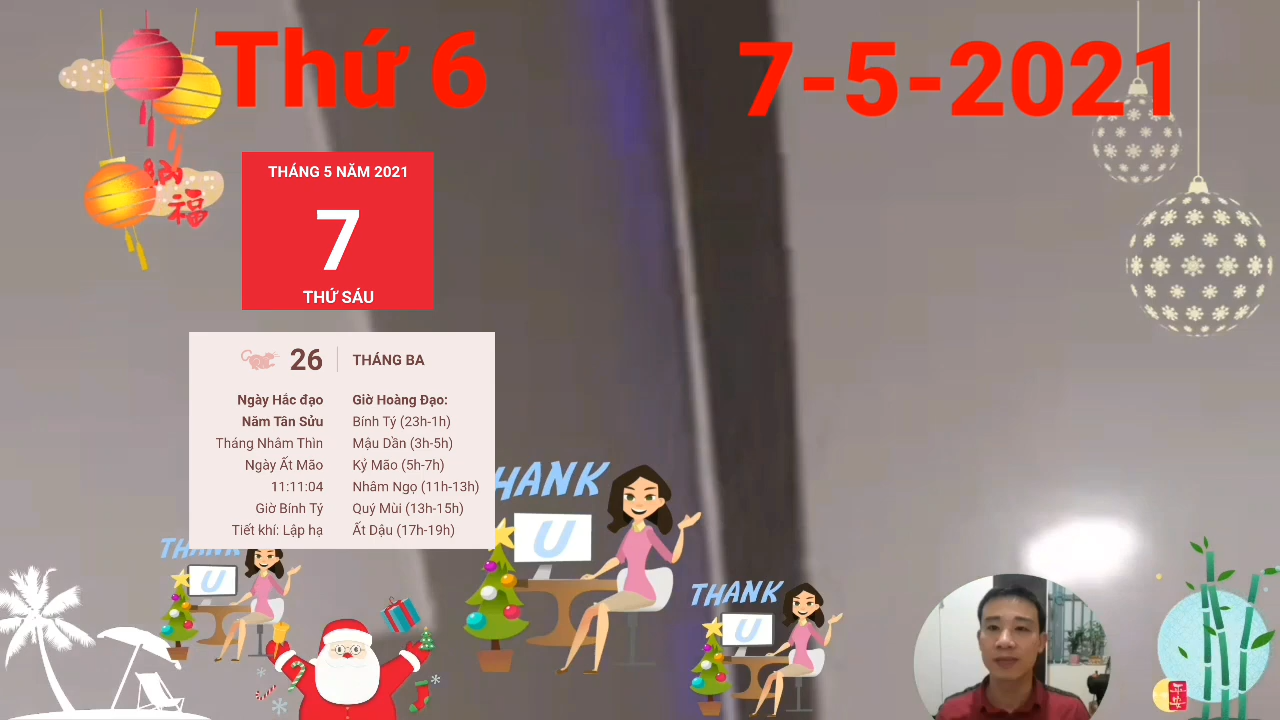 Thứ 6
7-5-2021
福
THÁNG 5 NĂM 2021
7
THỨ SÁU
26
THÁNG BA
Ngày Hắc đạo
Giờ Hoàng Đạo:
Năm Tân Sửu
Bính Tý (23h-1h)
Tháng Nhâm Thìn
Mậu Dần (3h-5h)
Ngày Ất Mão
Kỷ Mão (5h-7h)
11:11:04
Nhâm Ngọ (11h-13h)
Giờ Bính Tý
Quý Mùi (13h-15h)
Tiết khí: Lập hạ
Ất Dậu (17h-19h)
HANK
U
THANK
U
THANK
U